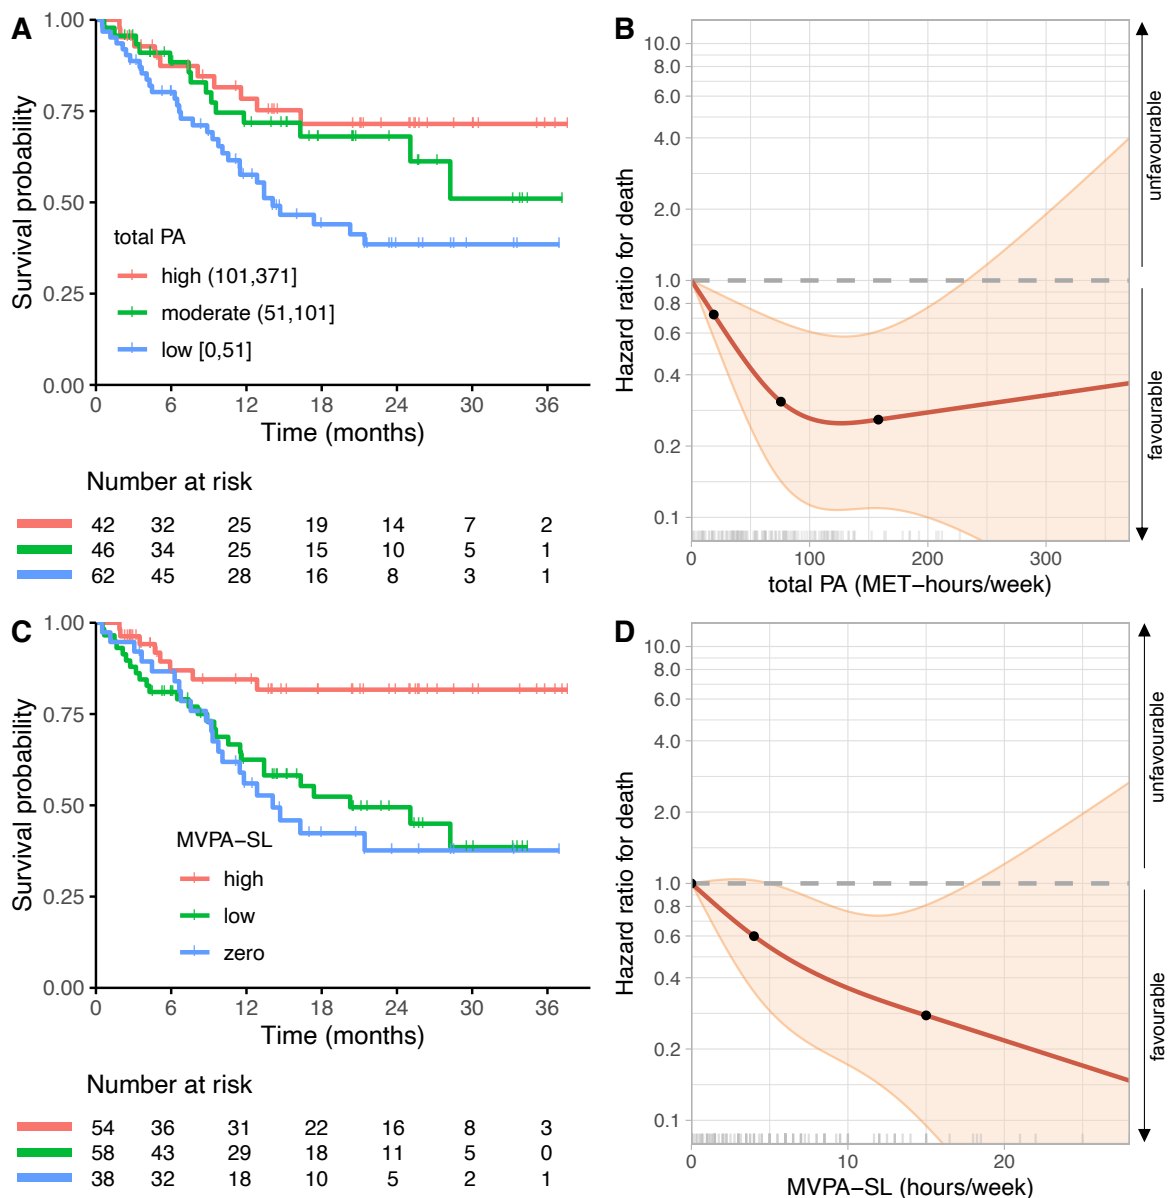 A
1.00
0.75
0.50
0.25
0.00
Survival probability
total PA
high (101,371]
moderate (51,101]
low [0,51]
0 6 12 18 24 30 36
Time (months)
Number at risk
42 32 25 19 14 7 2
46 34 25 15 10 5 1
62 45 28 16 8 3 1
B
10.0
8.0
6.0
4.0
2.0
1.0
0.8
0.6
0.4
0.2
0.1
Hazard ratio for death
unfavourable
favourable
0 100 200 300
total PA (MET−hours/week)
C
1.00
0.75
0.50
0.25
0.00
Survival probability
MVPA−SL
high
low
zero
0 6 12 18 24 30 36
Time (months)
Number at risk
54 36 31 22 16 8 3
58 43 29 18 11 5 0
38 32 18 10 5 2 1
D
10.0
8.0
6.0
4.0
2.0
1.0
0.8
0.6
0.4
0.2
0.1
Hazard ratio for death
unfavourable
favourable
0 10 20
MVPA−SL (hours/week)